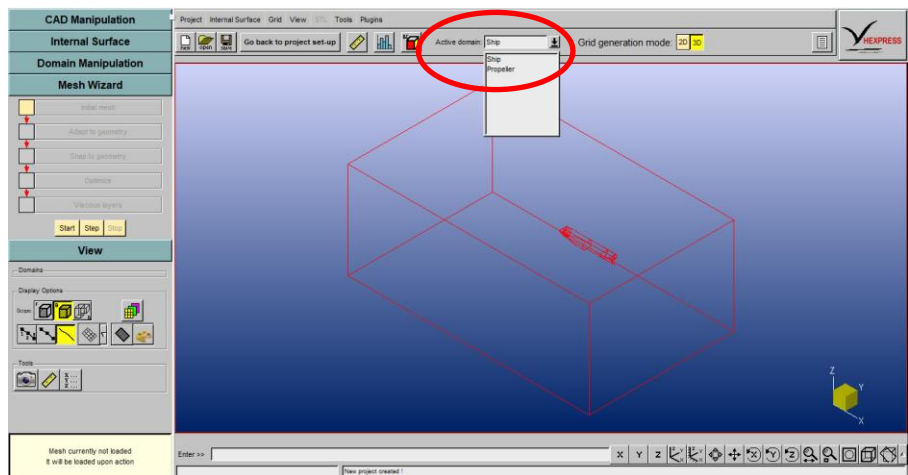 CAD Manipulation
Internal Surface
Domain Manipulation
Mesh Wizard
Initial mesh
Adapt to geometry
Snap to geometry
Optimize
Viscous layers
Start Step Stop
View
Domains
Display Options
Scope:
Tools
Mesh currently not loaded
It will be loaded upon action
Project Internal Surface Grid View STL Tools Plugins
New open save Go back to project set-up Active domain: Ship Grid generation mode: 2D 3D
HEXPRESS
Ship
Propeller
Z
Y
X
Enter >>
X Y Z
New project created !